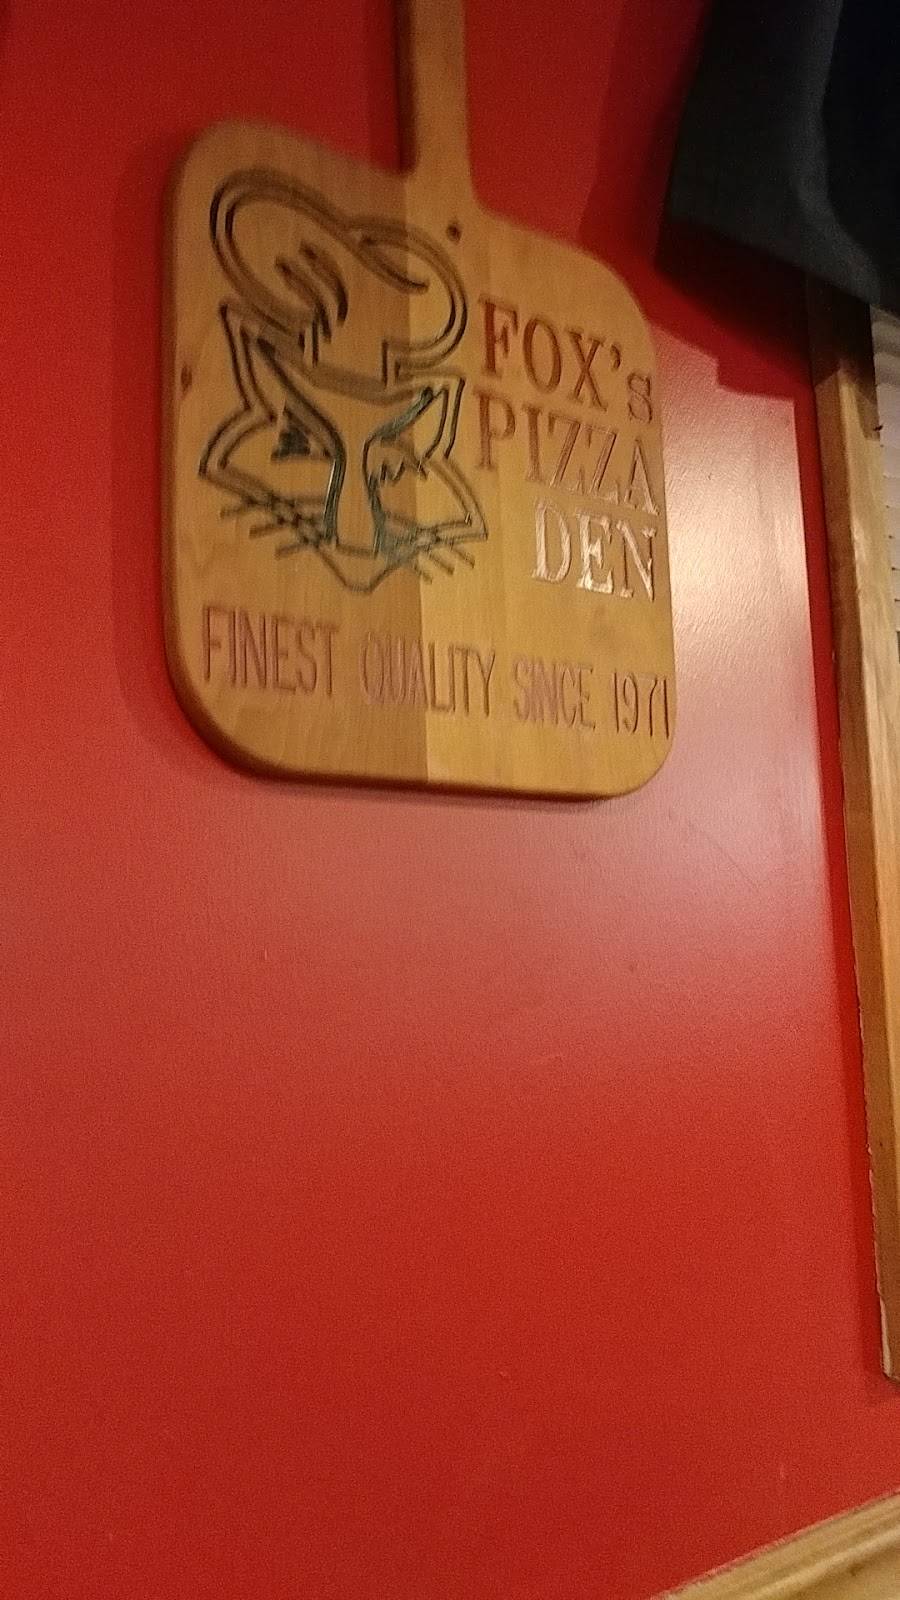 FOX's
PIZZA
DEN
FINEST QUALITY SINCE 1971